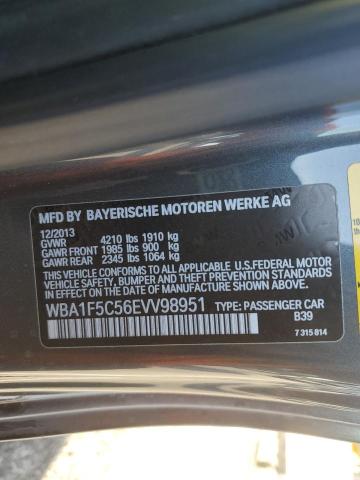 MFD BY BAYERISCHE MOTOREN WERKE AG
12/2013
GVWR 4210 lbs 1910 kg
GAWR FRONT 1985 lbs 900 kg
GAWR REAR 2345 lbs 1064 kg
THIS VEHICLE CONFORMS TO ALL APPLICABLE U.S.FEDERAL MOTOR
VEHICLE SAFETY, BUMPER AND THEFT PREVENTION STANDARDS
IN EFFECT ON THE DATE OF MANUFACTURE SHOWN ABOVE.
WBA1F5C56EVV98951 TYPE: PASSENGER CAR
B39
7 315 814